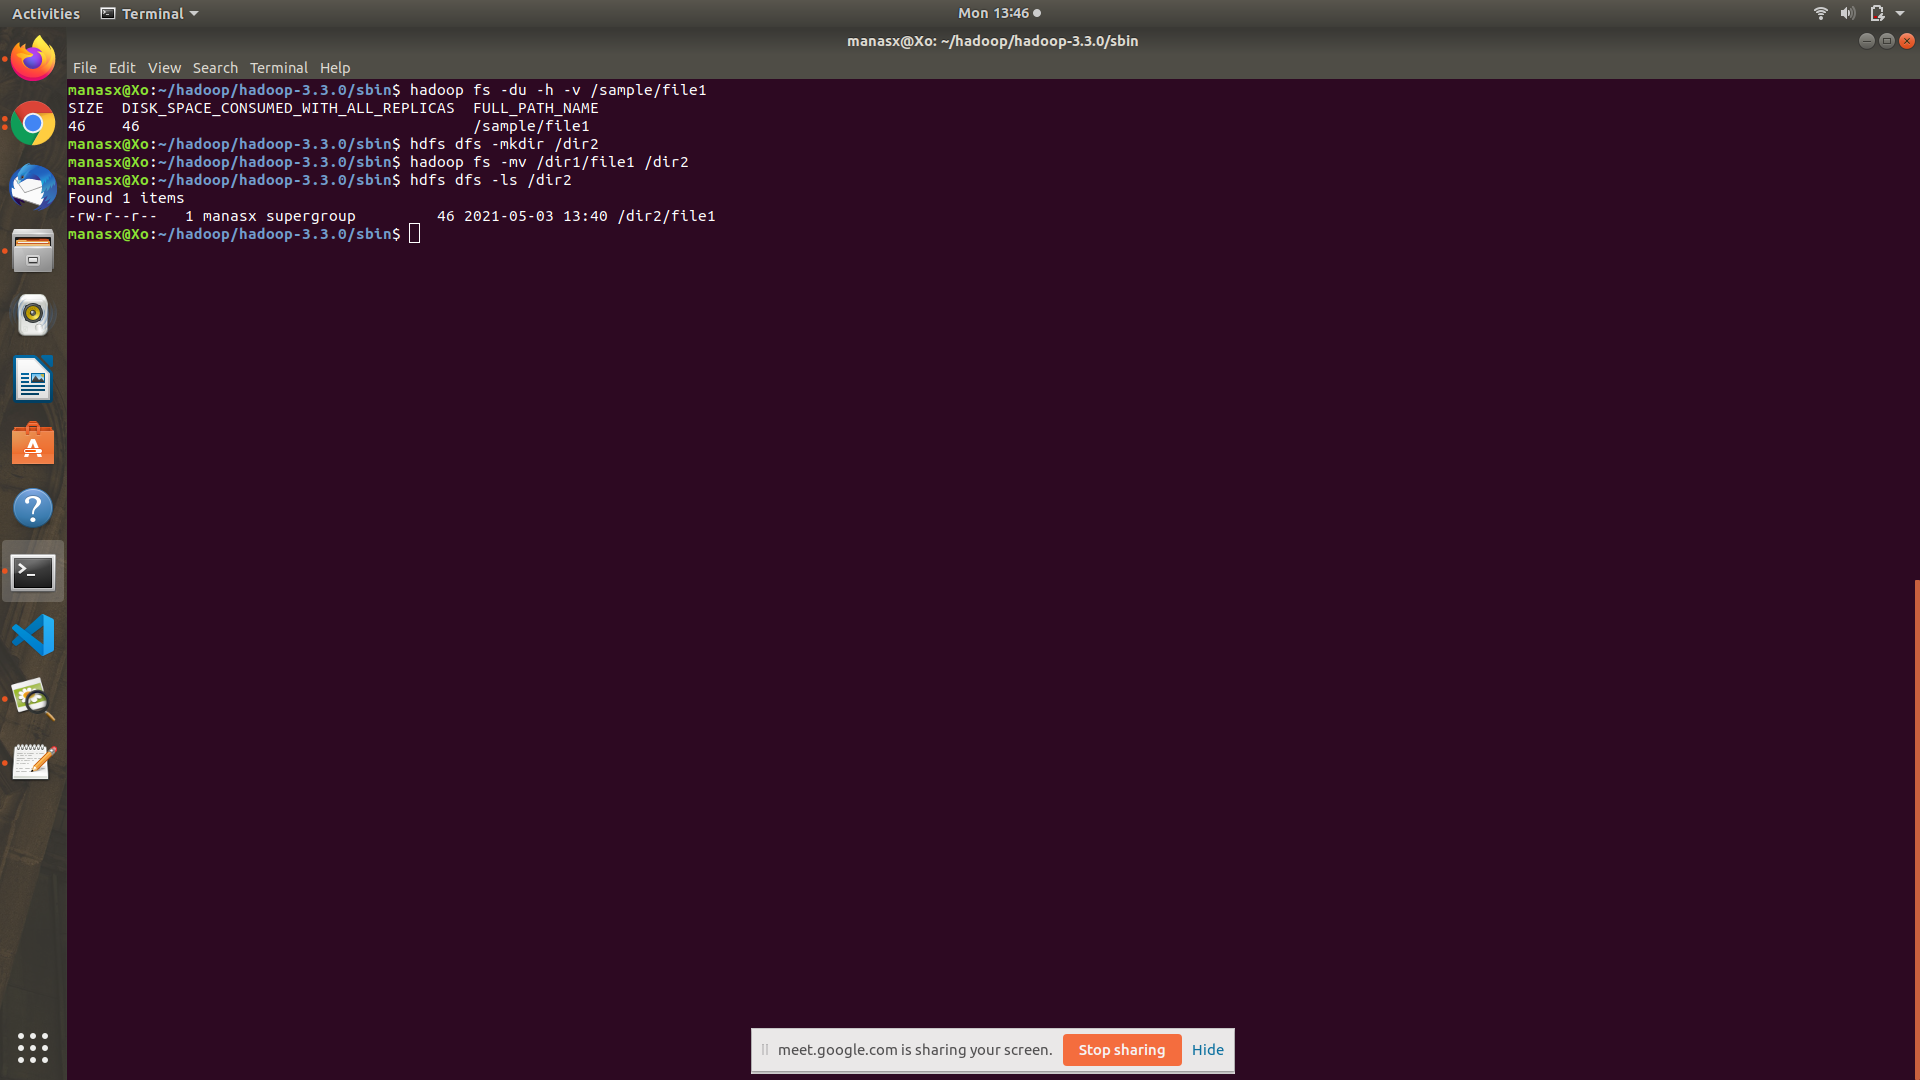 Activities Terminal Mon 13:46
manasx@Xo: ~/hadoop/hadoop-3.3.0/sbin
File Edit View Search Terminal Help
manasx@Xo:~/hadoop/hadoop-3.3.0/sbin$ hadoop fs -du -h -v /sample/file1
SIZE DISK_SPACE_CONSUMED_WITH_ALL_REPLICAS FULL_PATH_NAME
46 46 /sample/file1
manasx@Xo:~/hadoop/hadoop-3.3.0/sbin$ hdfs dfs -mkdir /dir2
manasx@Xo:~/hadoop/hadoop-3.3.0/sbin$ hadoop fs -mv /dir1/file1 /dir2
manasx@Xo:~/hadoop/hadoop-3.3.0/sbin$ hdfs dfs -ls /dir2
Found 1 items
-rw-r--r-- 1 manasx supergroup 46 2021-05-03 13:40 /dir2/file1
manasx@Xo:~/hadoop/hadoop-3.3.0/sbin$
meet.google.com is sharing your screen. Stop sharing Hide